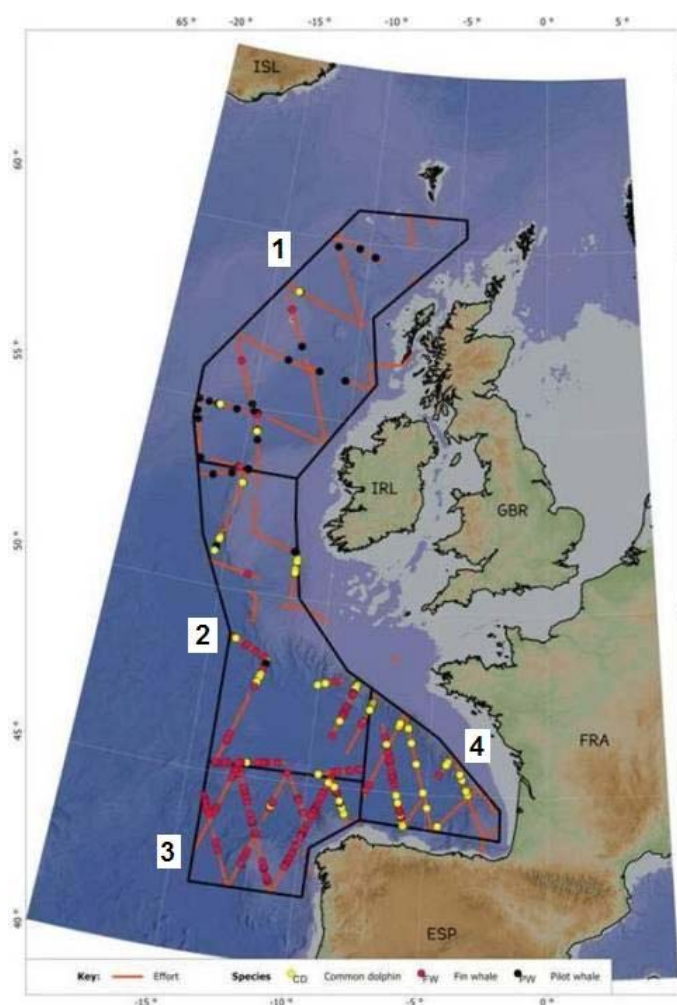 65° -20° -15° -10° -5° 0° 5°
ISL
60°
1
55°
IRL
GBR
50°
2
45°
4
FRA
3
40°
ESP
Key: Effort Species CD Common dolphin FW Fin whale PW Pilot whale
-15° -10° -5° 0°